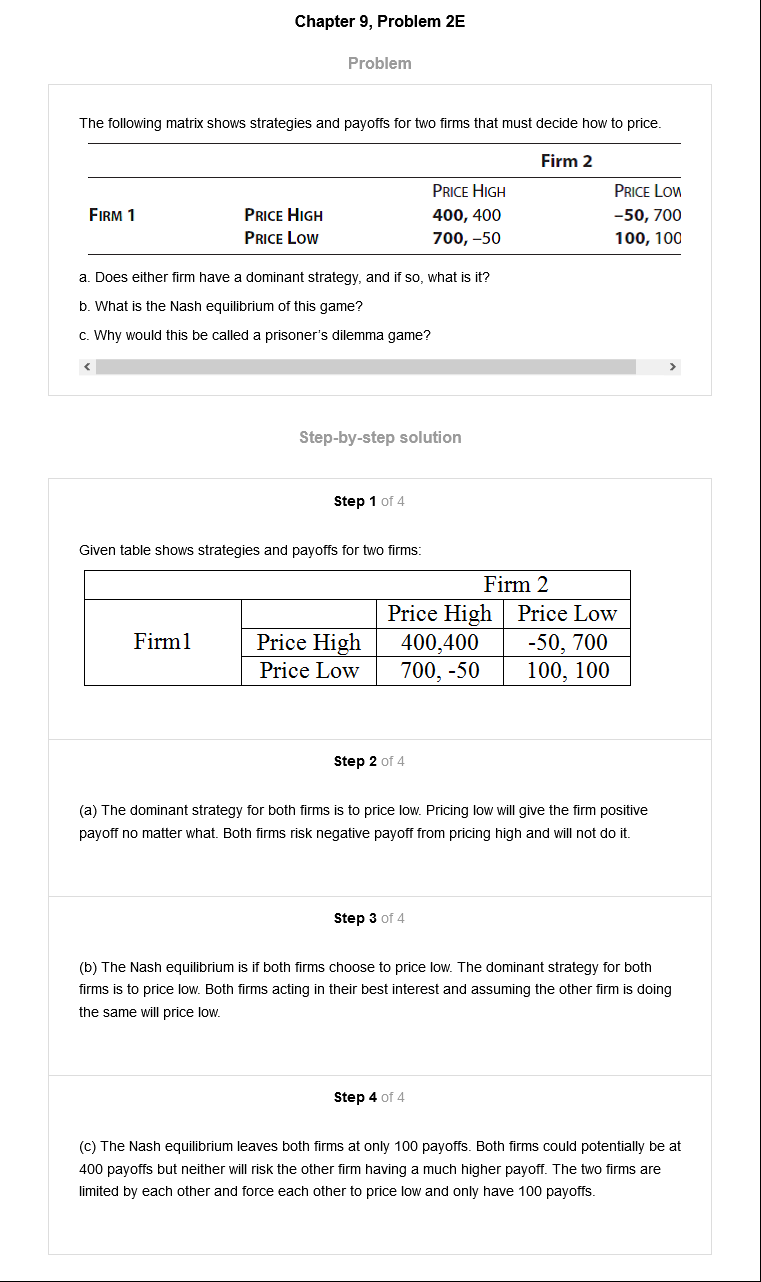 Chapter 9, Problem 2E
Problem
The following matrix shows strategies and payoffs for two firms that must decide how to price.
Firm 2
PRICE HIGH PRICE LOW
FIRM 1 PRICE HIGH 400, 400 –50, 700
PRICE LOW 700, –50 100, 100
a. Does either firm have a dominant strategy, and if so, what is it?
b. What is the Nash equilibrium of this game?
c. Why would this be called a prisoner's dilemma game?
Step-by-step solution
Step 1 of 4
Given table shows strategies and payoffs for two firms:
Firm 2
Price High Price Low
Firm1 Price High 400,400 -50, 700
Price Low 700, -50 100, 100
Step 2 of 4
(a) The dominant strategy for both firms is to price low. Pricing low will give the firm positive
payoff no matter what. Both firms risk negative payoff from pricing high and will not do it.
Step 3 of 4
(b) The Nash equilibrium is if both firms choose to price low. The dominant strategy for both
firms is to price low. Both firms acting in their best interest and assuming the other firm is doing
the same will price low.
Step 4 of 4
(c) The Nash equilibrium leaves both firms at only 100 payoffs. Both firms could potentially be at
400 payoffs but neither will risk the other firm having a much higher payoff. The two firms are
limited by each other and force each other to price low and only have 100 payoffs.